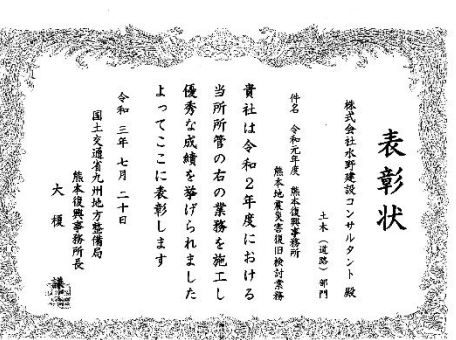 表彰状
株式会社水野建設コンサルタント 殿
土木（道路）部門
件名 令和元年度 熊本復興事務所
熊本地震災害復旧検討業務
貴社は令和2年度における
当所所管の右の業務を施工し
優秀な成績を挙げられました
よってここに表彰します
令和 三年 七月 二十日
国土交通省九州地方整備局
熊本復興事務所長
大榎 謙